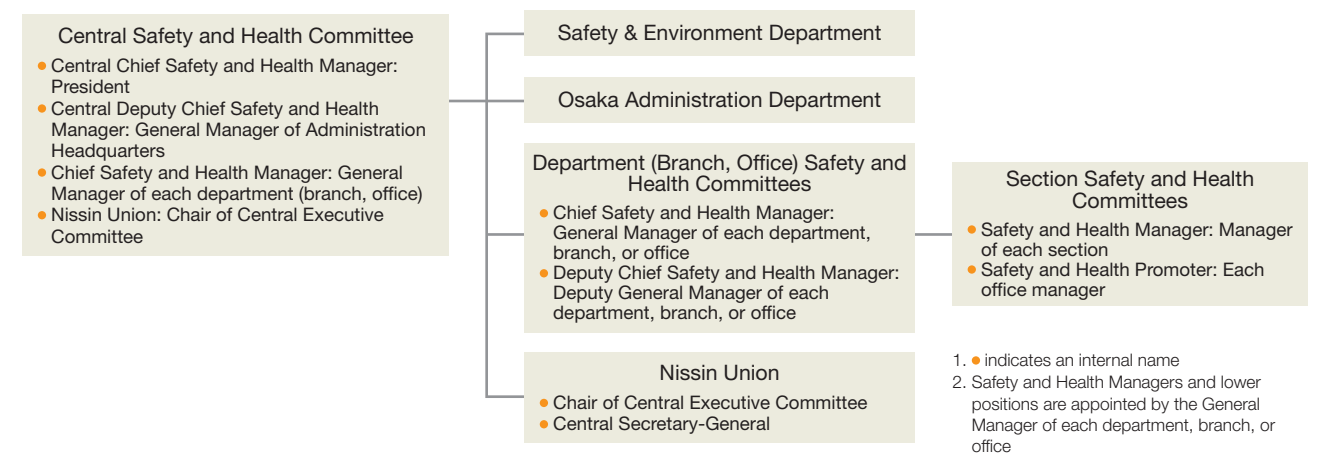 Central Safety and Health Committee
● Central Chief Safety and Health Manager:
President
● Central Deputy Chief Safety and Health
Manager: General Manager of Administration
Headquarters
● Chief Safety and Health Manager: General
Manager of each department (branch, office)
● Nissin Union: Chair of Central Executive
Committee
Safety & Environment Department
Osaka Administration Department
Department (Branch, Office) Safety and
Health Committees
● Chief Safety and Health Manager:
General Manager of each department,
branch, or office
● Deputy Chief Safety and Health Manager:
Deputy General Manager of each
department, branch, or office
Nissin Union
● Chair of Central Executive Committee
● Central Secretary-General
Section Safety and Health
Committees
● Safety and Health Manager: Manager
of each section
● Safety and Health Promoter: Each
office manager
1. ● indicates an internal name
2. Safety and Health Managers and lower
positions are appointed by the General
Manager of each department, branch, or
office